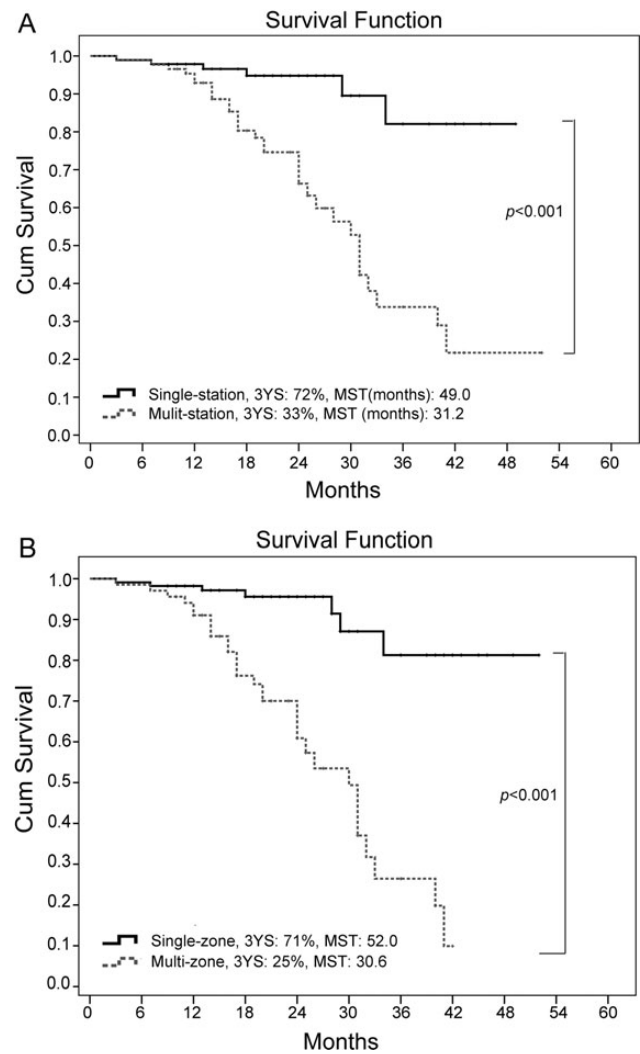 A
Survival Function
1.0
0.9
0.8
0.7
0.6
0.5
0.4
0.3
0.2
0.1
0.0
Cum Survival
p<0.001
Single-station, 3YS: 72%, MST(months): 49.0
Mulit-station, 3YS: 33%, MST (months): 31.2
0 6 12 18 24 30 36 42 48 54 60
Months
B
Survival Function
1.0
0.9
0.8
0.7
0.6
0.5
0.4
0.3
0.2
0.1
0.0
Cum Survival
p<0.001
Single-zone, 3YS: 71%, MST: 52.0
Multi-zone, 3YS: 25%, MST: 30.6
0 6 12 18 24 30 36 42 48 54 60
Months